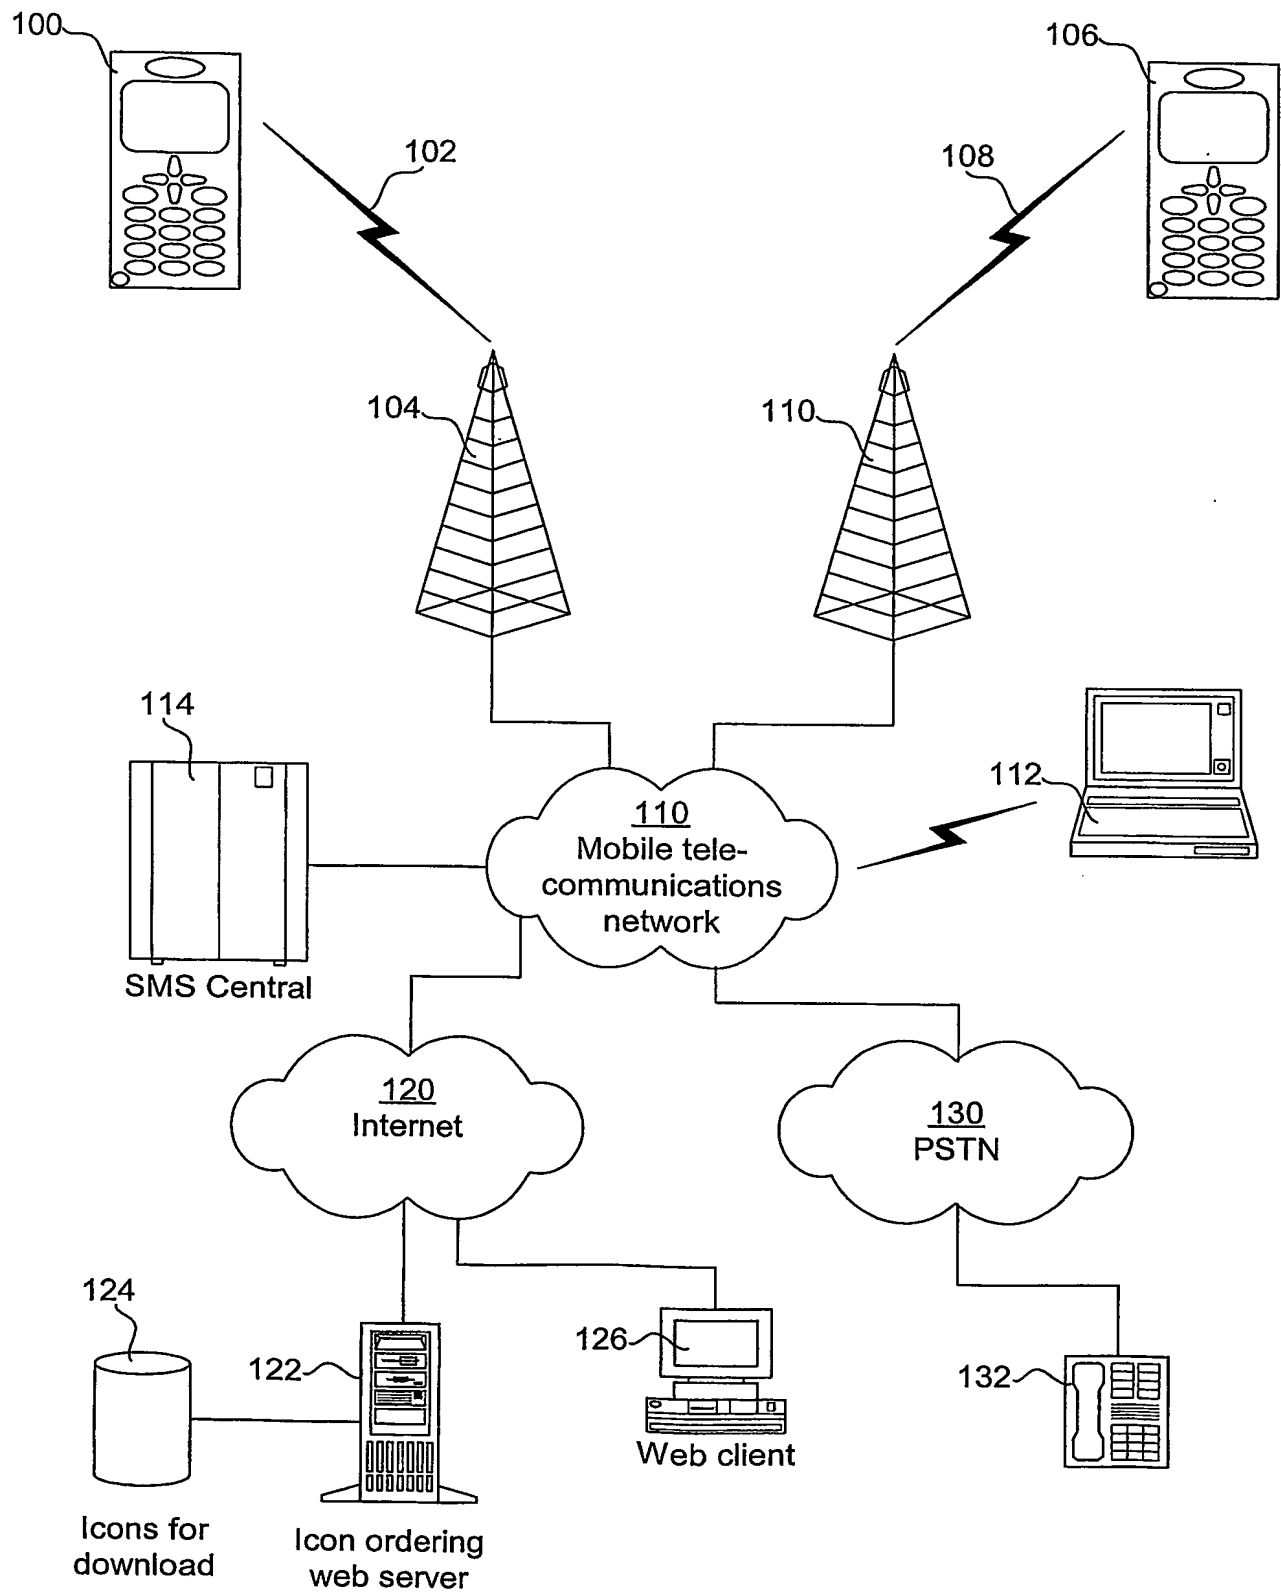 100
106
102
108
104
110
114
112
110
Mobile tele-
communications
network
SMS Central
120
Internet
130
PSTN
124
122
126
132
Web client
Icons for
download
Icon ordering
web server